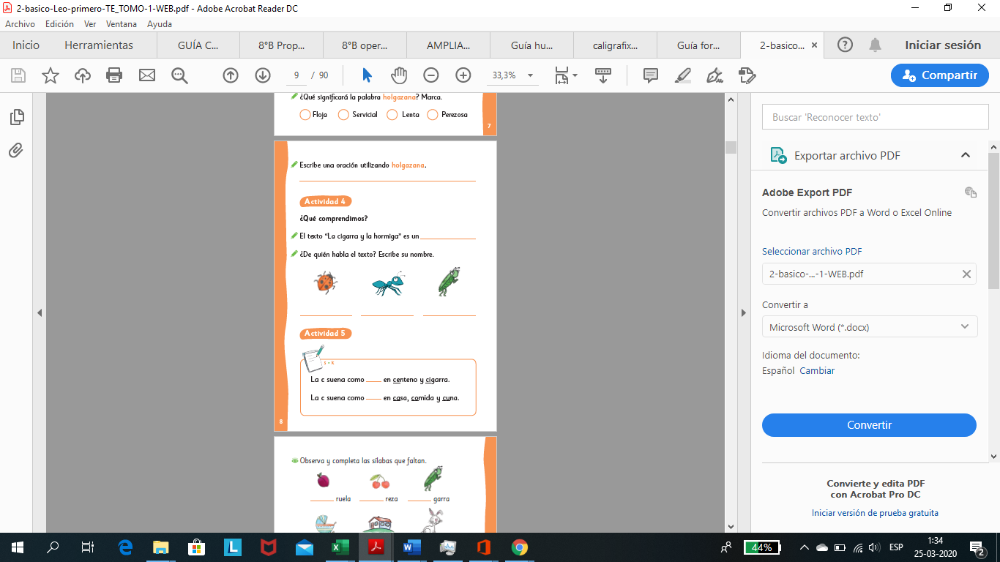 2-basico-Leo-primero-TE_TOMO-1-WEB.pdf - Adobe Acrobat Reader DC
Archivo Edición Ver Ventana Ayuda
Inicio Herramientas GUÍA C... 8°B Prop... 8°B oper... AMPLIA... Guía hu... caligrafix... Guía for... 2-basico... Iniciar sesión
9 / 90 33,3% Compartir
¿Qué significará la palabra holgazana? Marca.
Floja Servicial Lenta Perezosa
7
Escribe una oración utilizando holgazana.
Actividad 4
¿Qué comprendimos?
El texto “La cigarra y la hormiga” es un
¿De quién habla el texto? Escribe su nombre.
Actividad 5
s • k
La c suena como ____ en centeno y cigarra.
La c suena como ____ en casa, comida y cuna.
8
Observa y completa las sílabas que faltan.
______ ruela ______ reza ______ garra
Buscar 'Reconocer texto'
Exportar archivo PDF
Adobe Export PDF
Convertir archivos PDF a Word o Excel Online
Seleccionar archivo PDF
2-basico-...-1-WEB.pdf
Convertir a
Microsoft Word (*.docx)
Idioma del documento:
Español Cambiar
Convertir
Convierte y edita PDF
con Acrobat Pro DC
Iniciar versión de prueba gratuita
44% ESP 1:34
25-03-2020 2